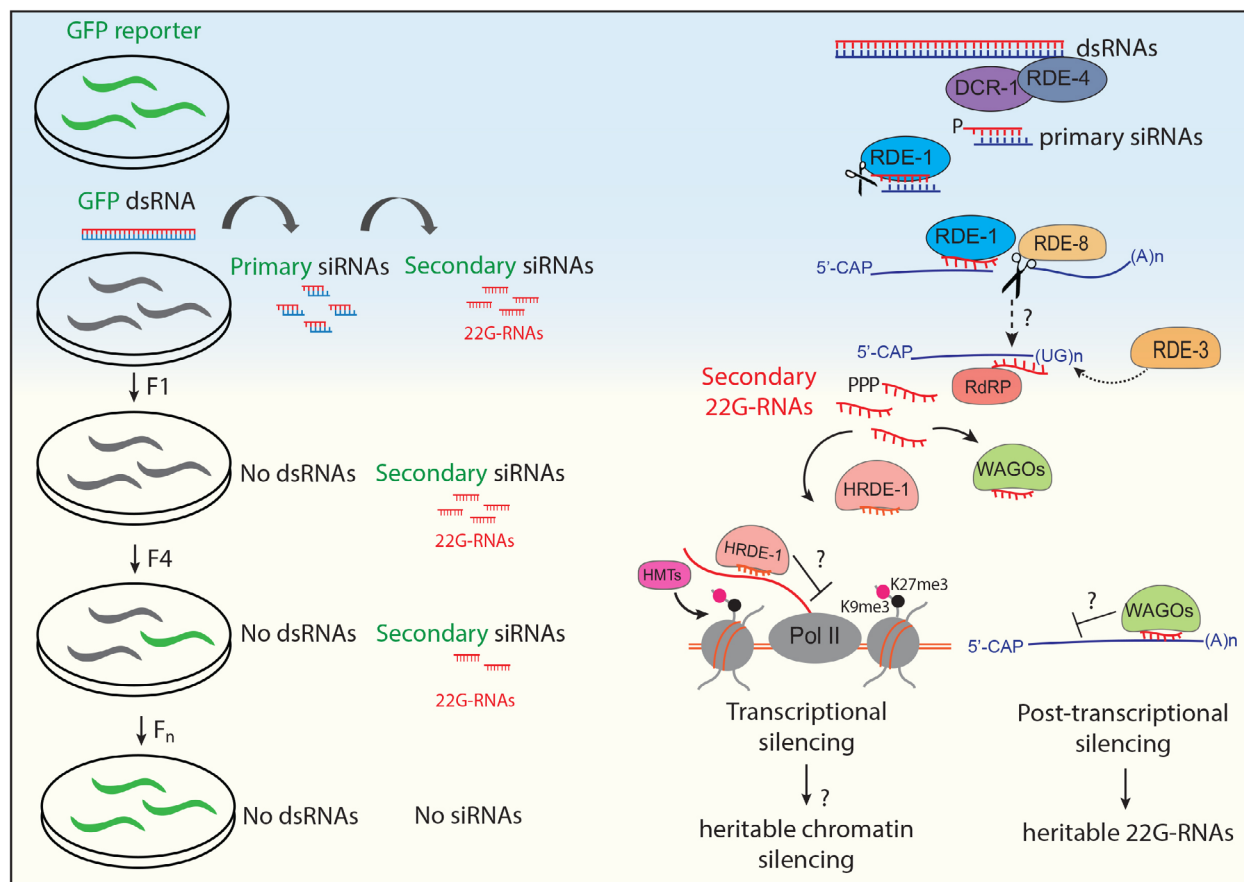 GFP reporter
GFP dsRNA
Primary siRNAs
Secondary siRNAs
22G-RNAs
F1
No dsRNAs
Secondary siRNAs
22G-RNAs
F4
No dsRNAs
Secondary siRNAs
22G-RNAs
Fn
No dsRNAs
No siRNAs
dsRNAs
DCR-1
RDE-4
P
primary siRNAs
RDE-1
RDE-1
RDE-8
5'-CAP
(A)n
?
5'-CAP
(UG)n
RDE-3
RdRP
Secondary
22G-RNAs
PPP
WAGOs
HRDE-1
HRDE-1
?
HMTs
K27me3
K9me3
Pol II
?
WAGOs
5'-CAP
(A)n
Transcriptional
silencing
?
heritable chromatin
silencing
Post-transcriptional
silencing
heritable 22G-RNAs